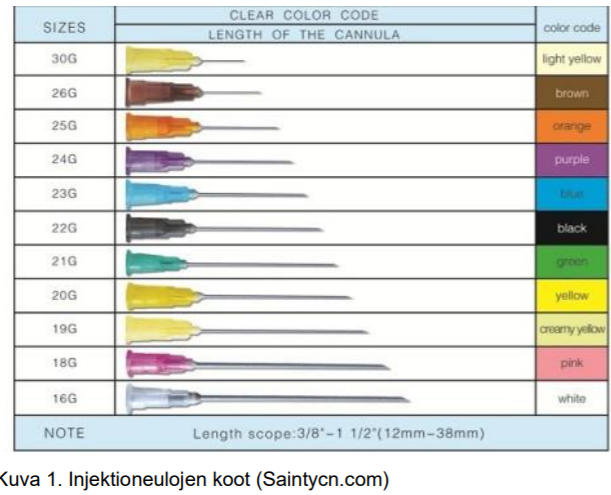 SIZES
CLEAR COLOR CODE
LENGTH OF THE CANNULA
color code
30G light yellow
26G brown
25G orange
24G purple
23G blue
22G black
21G green
20G yellow
19G creamy yellow
18G pink
16G white
NOTE Length scope:3/8"-1 1/2"(12mm-38mm)
Kuva 1. Injektioneulojen koot (Saintycn.com)